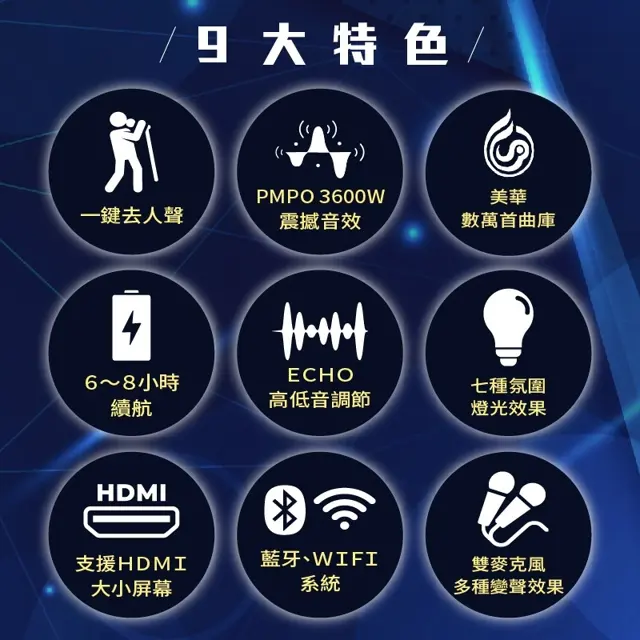 9大特色
一鍵去人聲
PMPO 3600W
震撼音效
美華
數萬首曲庫
6～8小時
續航
ECHO
高低音調節
七種氛圍
燈光效果
HDMI
支援HDMI
大小屏幕
藍牙、WIFI
系統
雙麥克風
多種變聲效果